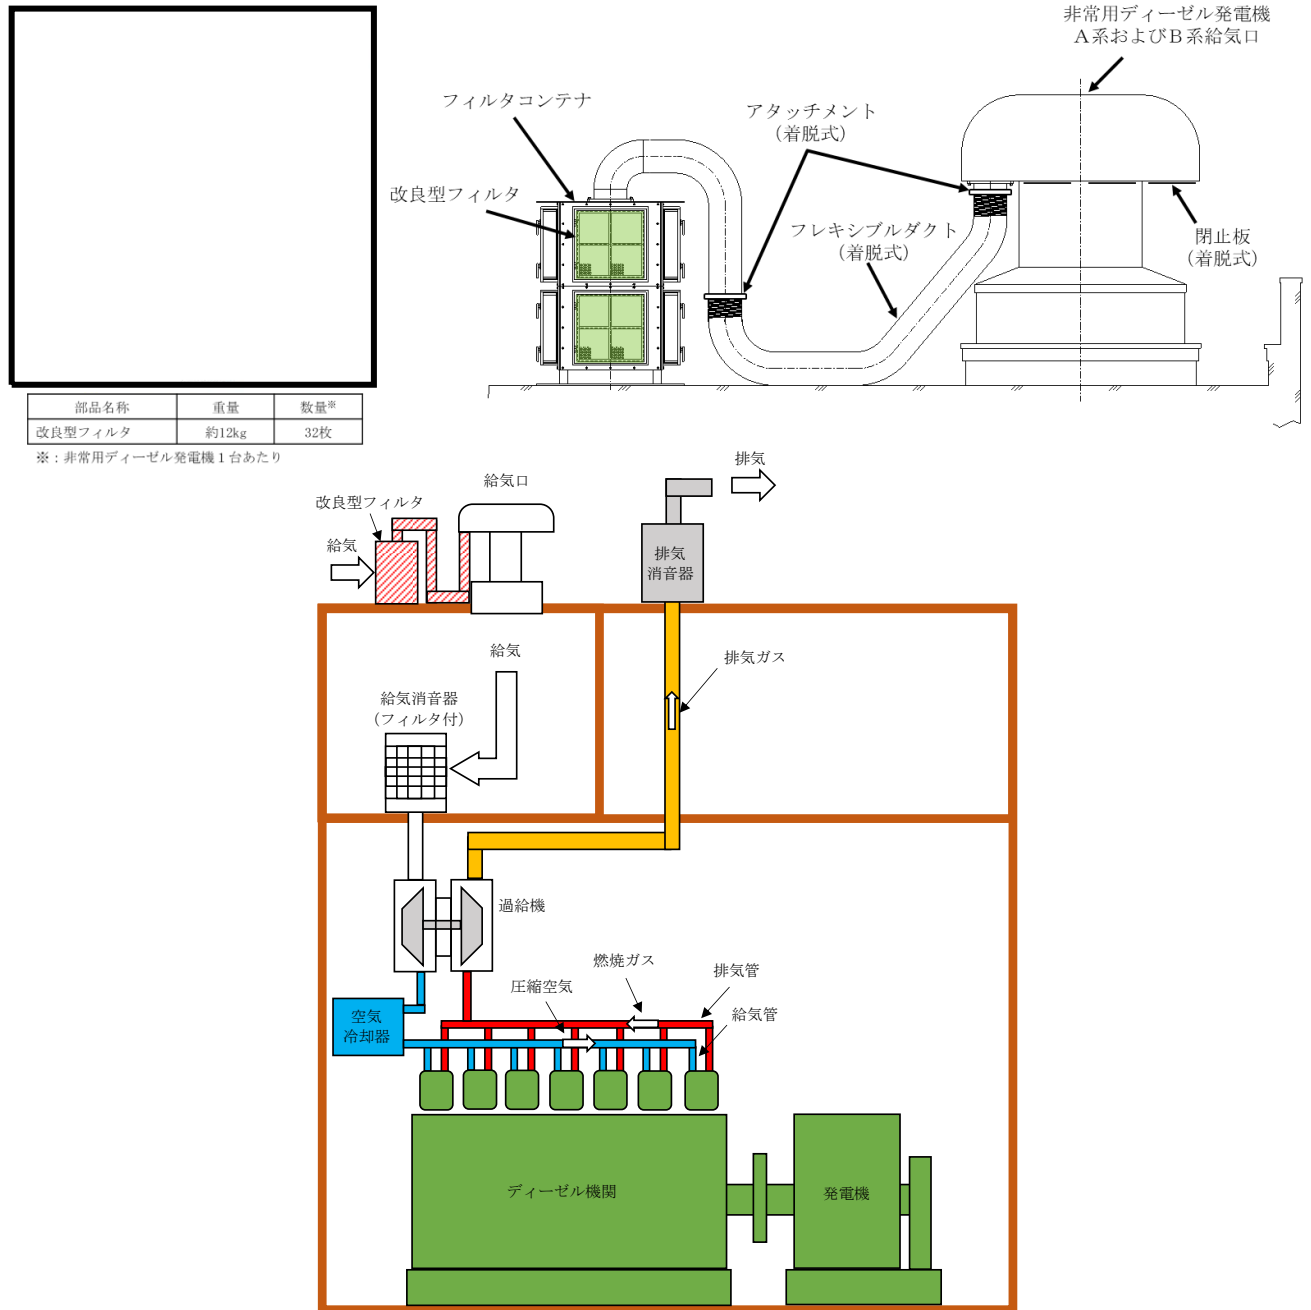 非常用ディーゼル発電機
A系およびB系給気口
フィルタコンテナ
アタッチメント
(着脱式)
改良型フィルタ
フレキシブルダクト
(着脱式)
閉止板
(着脱式)
部品名称 重量 数量※
改良型フィルタ 約12kg 32枚
※：非常用ディーゼル発電機1台あたり
排気
給気口
改良型フィルタ
給気
排気
消音器
給気
排気ガス
給気消音器
(フィルタ付)
過給機
燃焼ガス
排気管
圧縮空気
給気管
空気
冷却器
ディーゼル機関
発電機